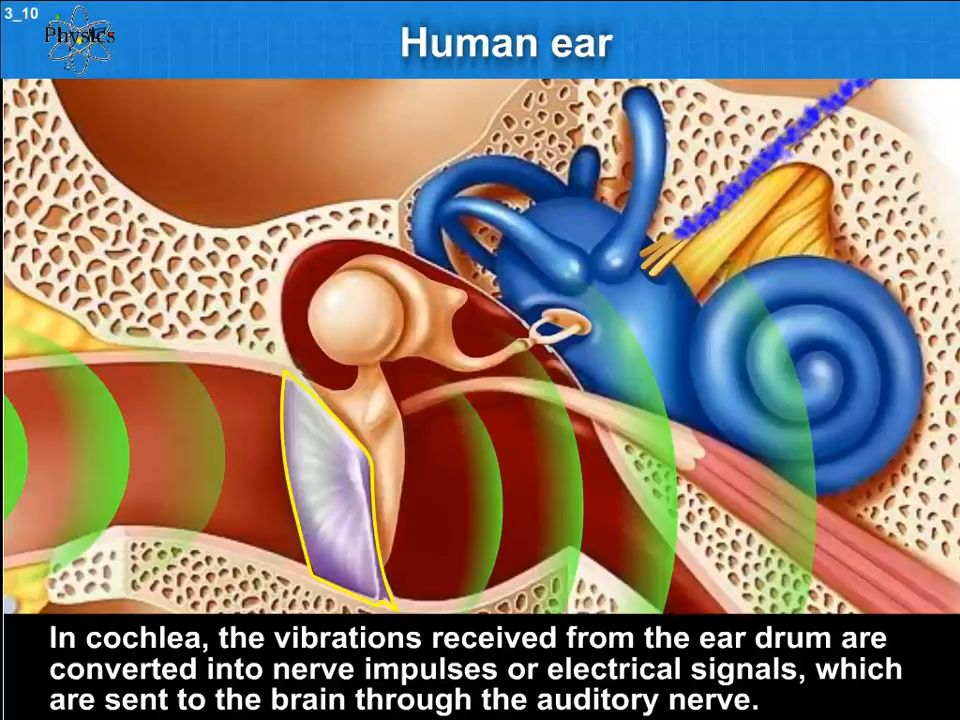 3_10
Physics
Human ear
In cochlea, the vibrations received from the ear drum are
converted into nerve impulses or electrical signals, which
are sent to the brain through the auditory nerve.